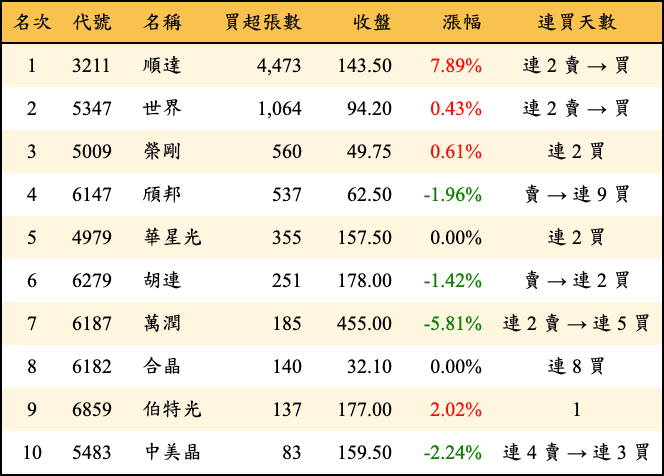 名次 代號 名稱 買超張數 收盤 漲幅 連買天數
1 3211 順達 4,473 143.50 7.89% 連 2 賣 → 買
2 5347 世界 1,064 94.20 0.43% 連 2 賣 → 買
3 5009 榮剛 560 49.75 0.61% 連 2 買
4 6147 頎邦 537 62.50 -1.96% 賣 → 連 9 買
5 4979 華星光 355 157.50 0.00% 連 2 買
6 6279 胡連 251 178.00 -1.42% 賣 → 連 2 買
7 6187 萬潤 185 455.00 -5.81% 連 2 賣 → 連 5 買
8 6182 合晶 140 32.10 0.00% 連 8 買
9 6859 伯特光 137 177.00 2.02% 1
10 5483 中美晶 83 159.50 -2.24% 連 4 賣 → 連 3 買